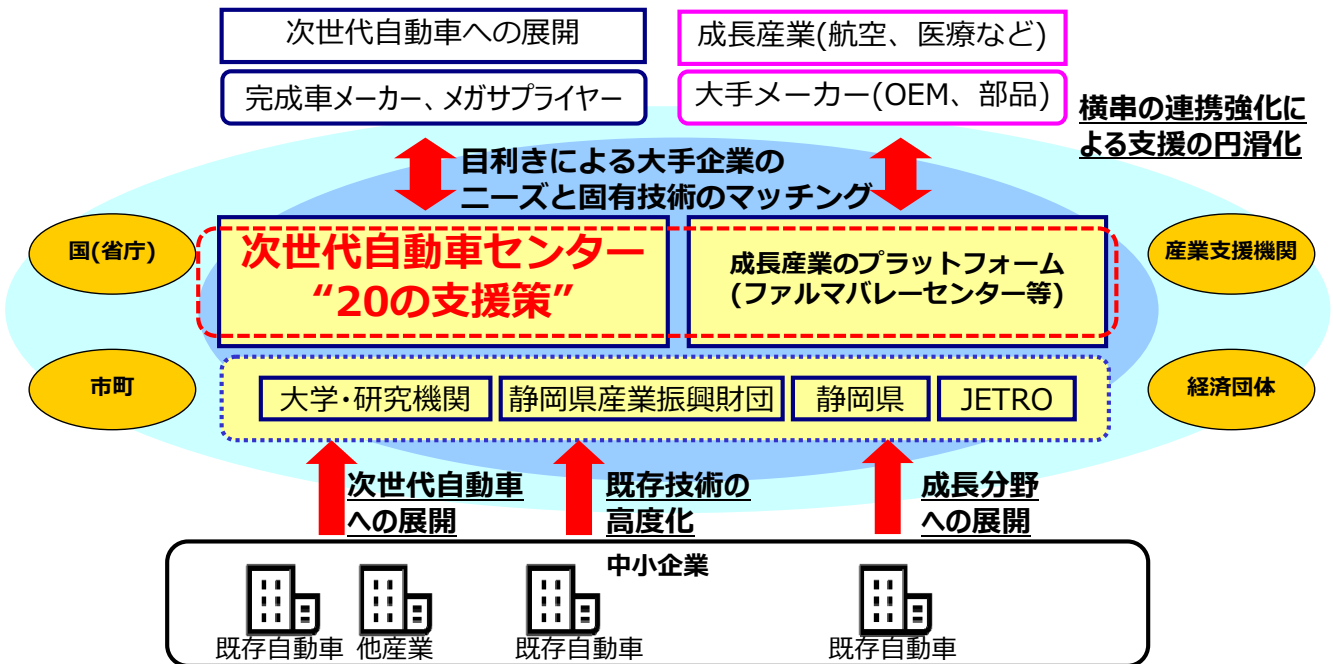 次世代自動車への展開
成長産業(航空、医療など)
完成車メーカー、メガサプライヤー
大手メーカー(OEM、部品)
横串の連携強化に
よる支援の円滑化
目利きによる大手企業の
ニーズと固有技術のマッチング
国(省庁)
次世代自動車センター
“20の支援策”
成長産業のプラットフォーム
(ファルマバレーセンター等)
産業支援機関
市町
大学・研究機関
静岡県産業振興財団
静岡県
JETRO
経済団体
次世代自動車
への展開
既存技術の
高度化
成長分野
への展開
中小企業
既存自動車
他産業
既存自動車
既存自動車